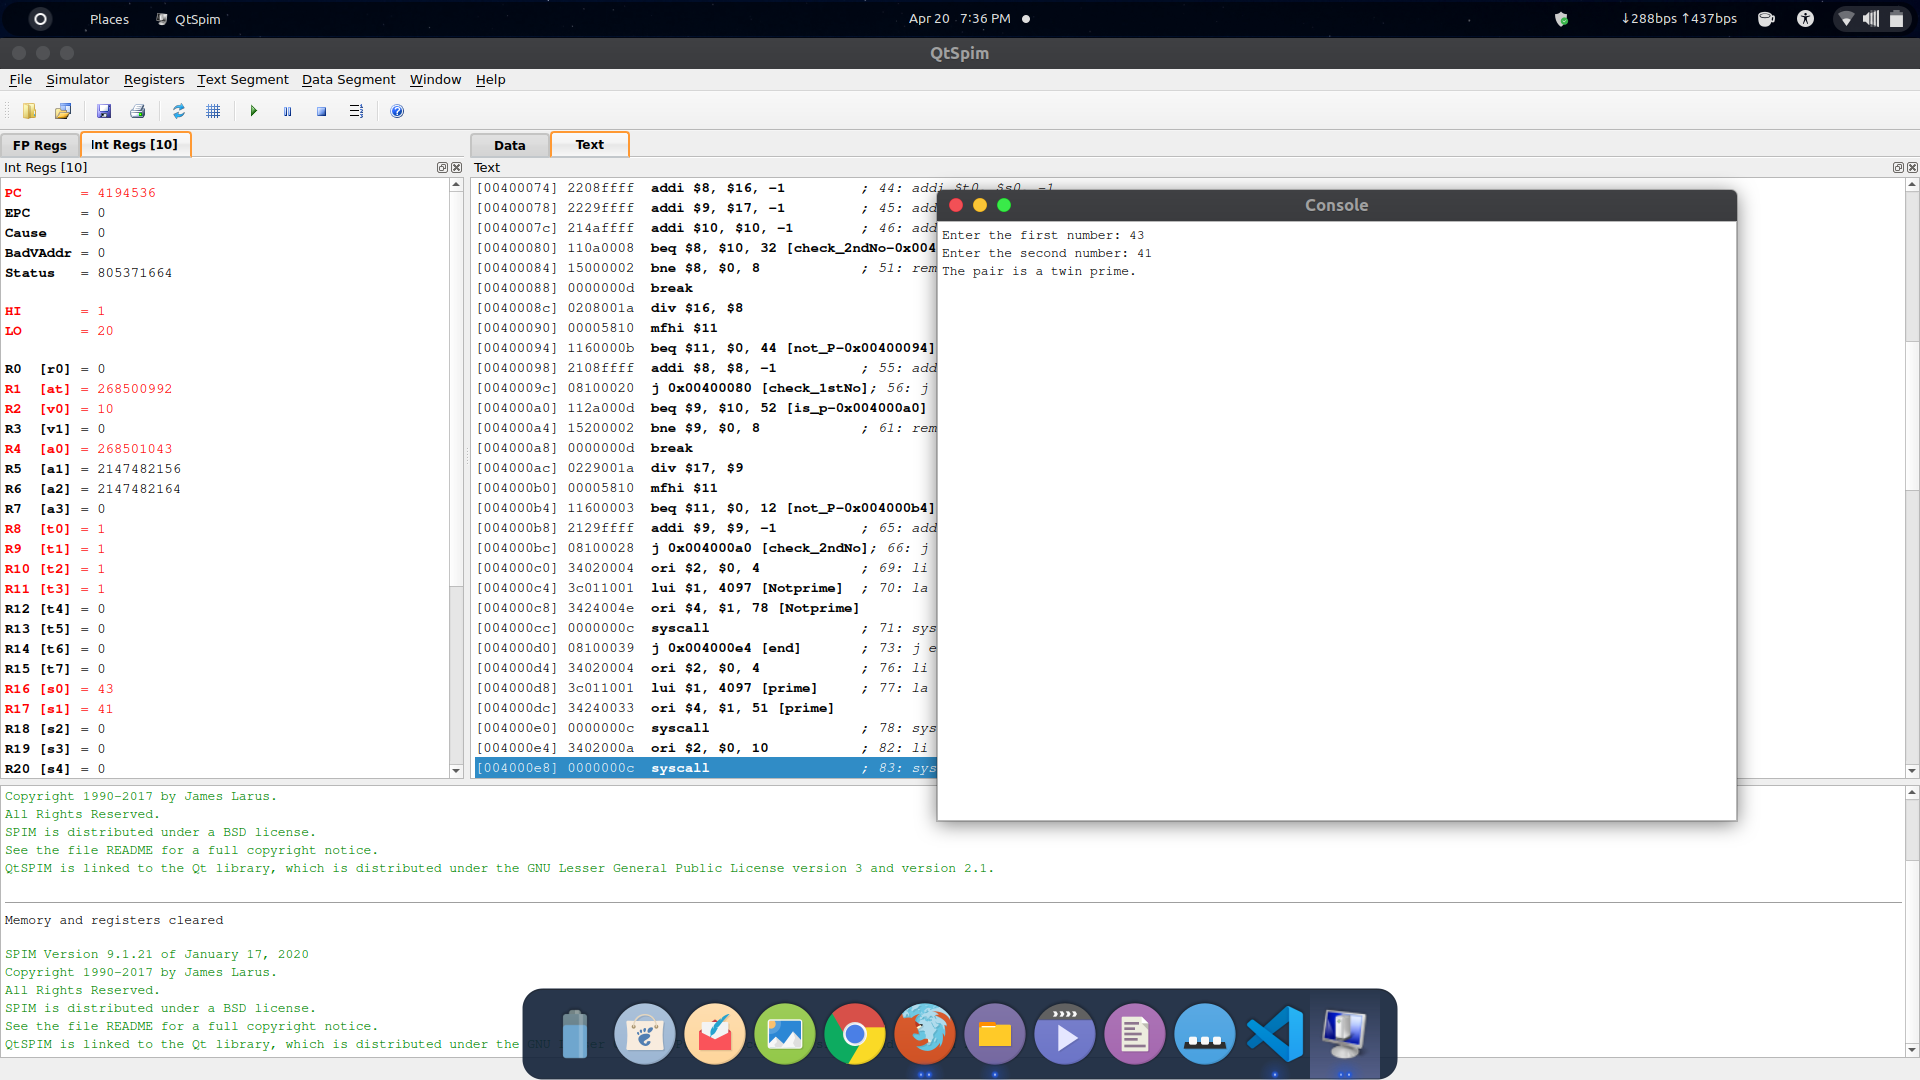 Places QtSpim Apr 20 7:36 PM ↓288bps ↑437bps
QtSpim
File Simulator Registers Text Segment Data Segment Window Help
FP Regs Int Regs [10]
Int Regs [10]
PC = 4194536
EPC = 0
Cause = 0
BadVAddr = 0
Status = 805371664
HI = 1
LO = 20
R0 [r0] = 0
R1 [at] = 268500992
R2 [v0] = 10
R3 [v1] = 0
R4 [a0] = 268501043
R5 [a1] = 2147482156
R6 [a2] = 2147482164
R7 [a3] = 0
R8 [t0] = 1
R9 [t1] = 1
R10 [t2] = 1
R11 [t3] = 1
R12 [t4] = 0
R13 [t5] = 0
R14 [t6] = 0
R15 [t7] = 0
R16 [s0] = 43
R17 [s1] = 41
R18 [s2] = 0
R19 [s3] = 0
R20 [s4] = 0
Data Text
Text
[00400074] 2208ffff addi $8, $16, -1 ; 44: addi $t0, $s0, -1
[00400078] 2229ffff addi $9, $17, -1 ; 45: add
[0040007c] 214affff addi $10, $10, -1 ; 46: add
[00400080] 110a0008 beq $8, $10, 32 [check_2ndNo-0x004
[00400084] 15000002 bne $8, $0, 8 ; 51: rem
[00400088] 0000000d break
[0040008c] 0208001a div $16, $8
[00400090] 00005810 mfhi $11
[00400094] 1160000b beq $11, $0, 44 [not_P-0x00400094]
[00400098] 2108ffff addi $8, $8, -1 ; 55: add
[0040009c] 08100020 j 0x00400080 [check_1stNo]; 56: j
[004000a0] 112a000d beq $9, $10, 52 [is_p-0x004000a0]
[004000a4] 15200002 bne $9, $0, 8 ; 61: rem
[004000a8] 0000000d break
[004000ac] 0229001a div $17, $9
[004000b0] 00005810 mfhi $11
[004000b4] 11600003 beq $11, $0, 12 [not_P-0x004000b4]
[004000b8] 2129ffff addi $9, $9, -1 ; 65: add
[004000bc] 08100028 j 0x004000a0 [check_2ndNo]; 66: j
[004000c0] 34020004 ori $2, $0, 4 ; 69: li
[004000c4] 3c011001 lui $1, 4097 [Notprime] ; 70: la
[004000c8] 3424004e ori $4, $1, 78 [Notprime]
[004000cc] 0000000c syscall ; 71: sys
[004000d0] 08100039 j 0x004000e4 [end] ; 73: j e
[004000d4] 34020004 ori $2, $0, 4 ; 76: li
[004000d8] 3c011001 lui $1, 4097 [prime] ; 77: la
[004000dc] 34240033 ori $4, $1, 51 [prime]
[004000e0] 0000000c syscall ; 78: sys
[004000e4] 3402000a ori $2, $0, 10 ; 82: li
[004000e8] 0000000c syscall ; 83: sys
Console
Enter the first number: 43
Enter the second number: 41
The pair is a twin prime.
Copyright 1990-2017 by James Larus.
All Rights Reserved.
SPIM is distributed under a BSD license.
See the file README for a full copyright notice.
QtSPIM is linked to the Qt library, which is distributed under the GNU Lesser General Public License version 3 and version 2.1.
Memory and registers cleared
SPIM Version 9.1.21 of January 17, 2020
Copyright 1990-2017 by James Larus.
All Rights Reserved.
SPIM is distributed under a BSD license.
See the file README for a full copyright notice.
QtSPIM is linked to the Qt library, which is distributed under the